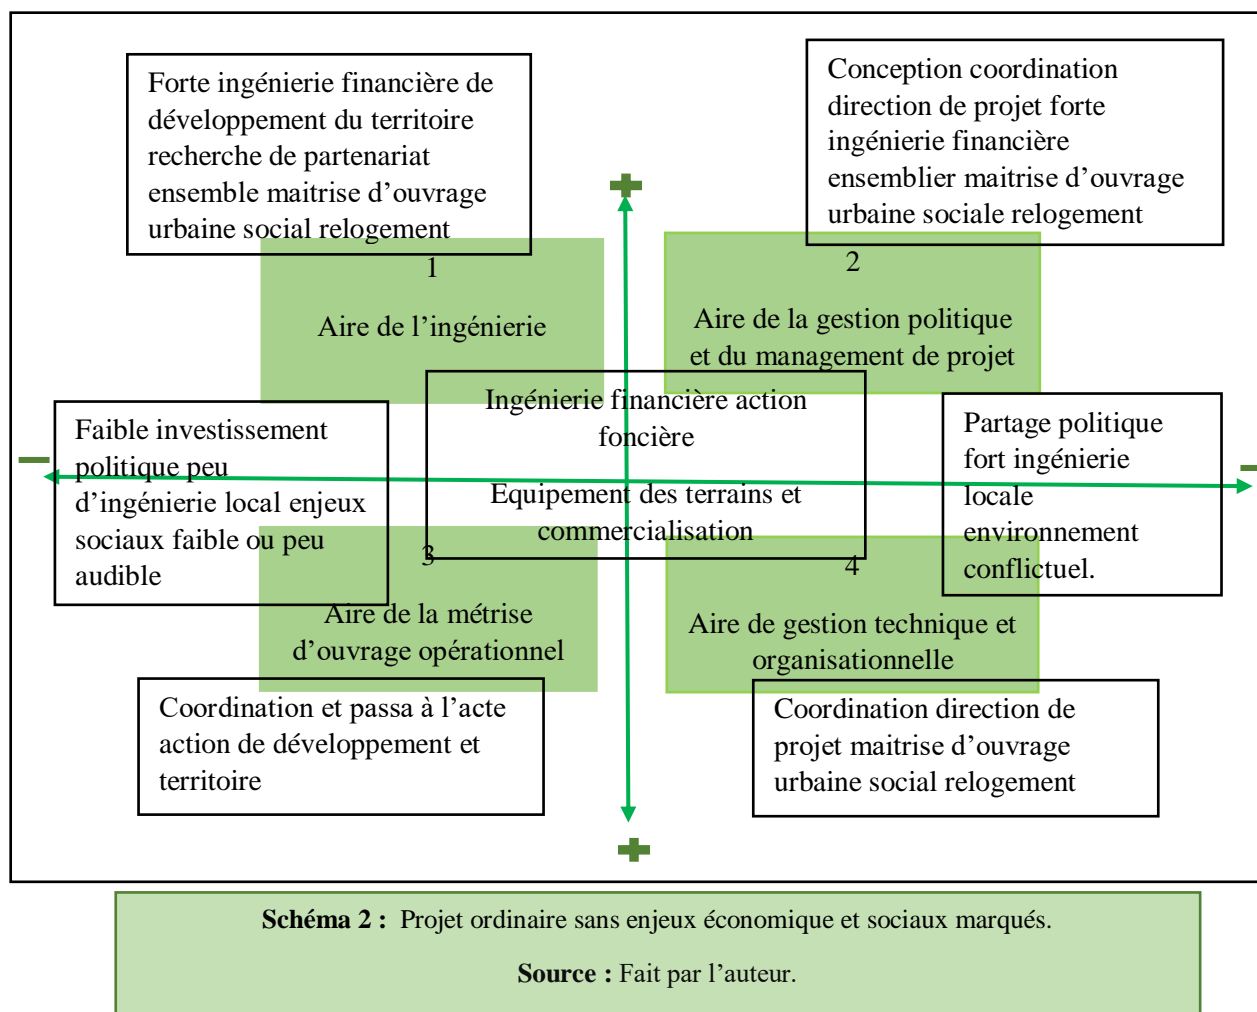 Forte ingénierie financière de
développement du territoire
recherche de partenariat
ensemble maitrise d’ouvrage
urbaine social relogement
Conception coordination
direction de projet forte
ingénierie financière
ensemblier maitrise d’ouvrage
urbaine sociale relogement
1
Aire de l’ingénierie
2
Aire de la gestion politique
et du management de projet
Ingénierie financière action
foncière
Equipement des terrains et
commercialisation
Faible investissement
politique peu
d’ingénierie local enjeux
sociaux faible ou peu
audible
Partage politique
fort ingénierie
locale
environnement
conflictuel.
3
Aire de la métrise
d’ouvrage opérationnel
4
Aire de gestion technique et
organisationnelle
Coordination et passa à l’acte
action de développement et
territoire
Coordination direction de
projet maitrise d’ouvrage
urbaine social relogement
Schéma 2 : Projet ordinaire sans enjeux économique et sociaux marqués.
Source : Fait par l’auteur.